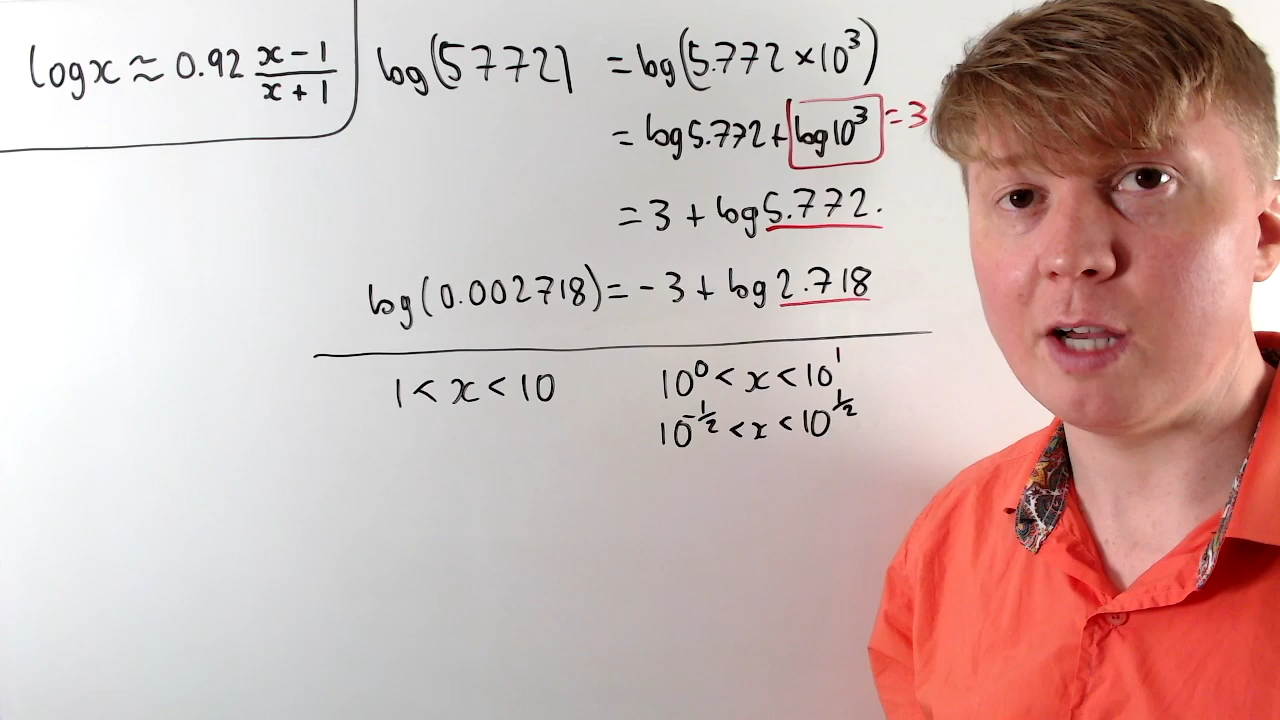 log x ≈ 0.92 (x − 1)/(x + 1)
log(5772) = log(5.772 × 10³)
= log 5.772 + log 10³ = 3
= 3 + log 5.772.
log(0.002718) = − 3 + log 2.718
1 < x < 10
10⁰ < x < 10¹
10^(−1/2) < x < 10^(1/2)